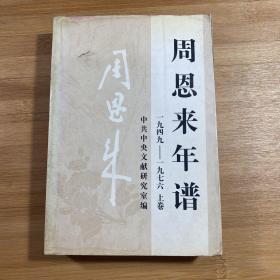 周恩来年谱
一九四九——一九七六 上卷
中共中央文献研究室编
周恩来